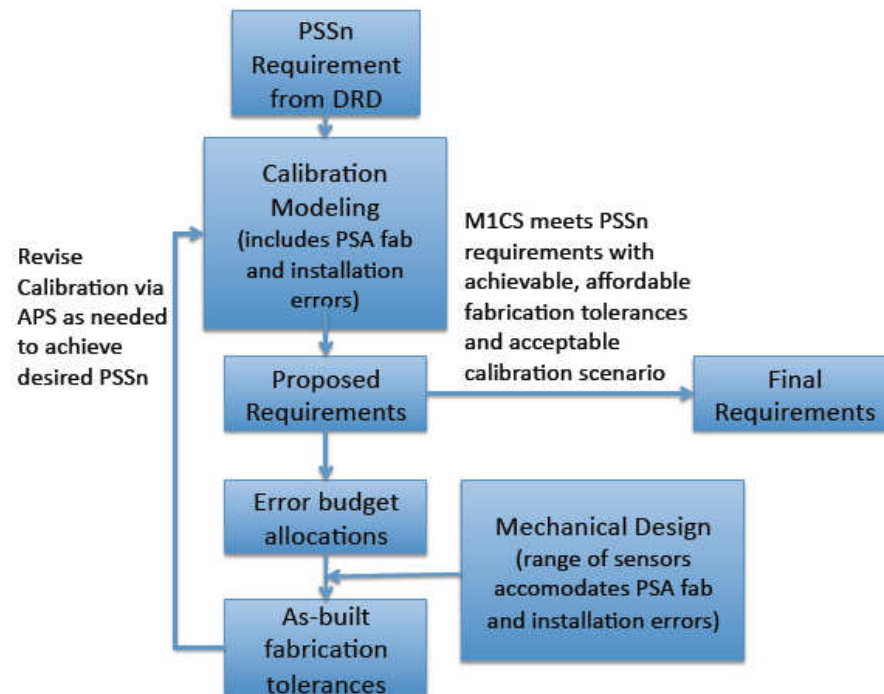 PSSn
Requirement
from DRD
Calibration
Modeling
(includes PSA fab
and installation
errors)
M1CS meets PSSn
requirements with
achievable, affordable
fabrication tolerances
and acceptable
calibration scenario
Revise
Calibration via
APS as needed
to achieve
desired PSSn
Proposed
Requirements
Final
Requirements
Error budget
allocations
Mechanical Design
(range of sensors
accomodates PSA fab
and installation errors)
As-built
fabrication
tolerances